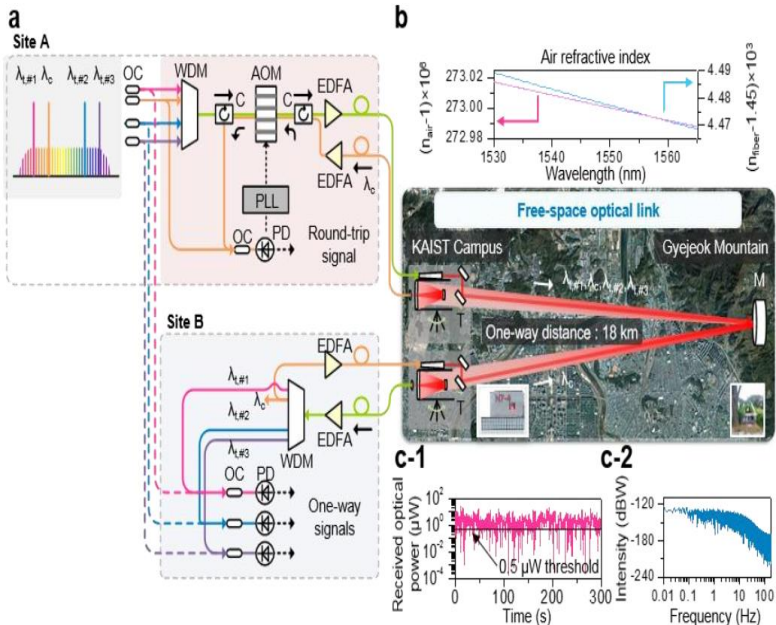 a
Site A
λt,#1 λc λt,#2 λt,#3
OC
WDM
AOM
EDFA
C
C
EDFA
λc
PLL
OC PD
Round-trip
signal
Site B
EDFA
λt,#1
λc
λt,#2
λt,#3
EDFA
WDM
OC PD
One-way
signals
b
Air refractive index
(nair−1)×10⁶
273.02
273.00
272.98
4.49
4.48
4.47
(nfiber−1.45)×10³
1530 1540 1550 1560
Wavelength (nm)
Free-space optical link
KAIST Campus
Gyejeok Mountain
M
λt,#1, λc, λt,#2, λt,#3
T
One-way distance : 18 km
T
c-1
Received optical
power (µW)
10²
10⁰
10⁻²
10⁻⁴
0.5 µW threshold
0 100 200 300
Time (s)
c-2
Intensity (dBW)
-120
-180
-240
0.01 0.1 1 10 100
Frequency (Hz)